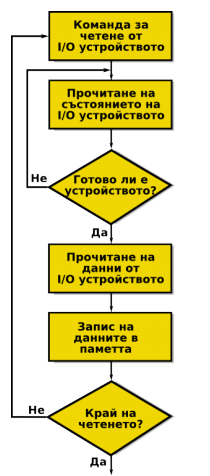 Команда за
четене от
I/O устройството
Прочитане на
състоянието на
I/O устройството
Готово ли е
устройството?
Не
Да
Прочитане на
данни от
I/O устройството
Запис на
данните в
паметта
Край на
четенето?
Не
Да